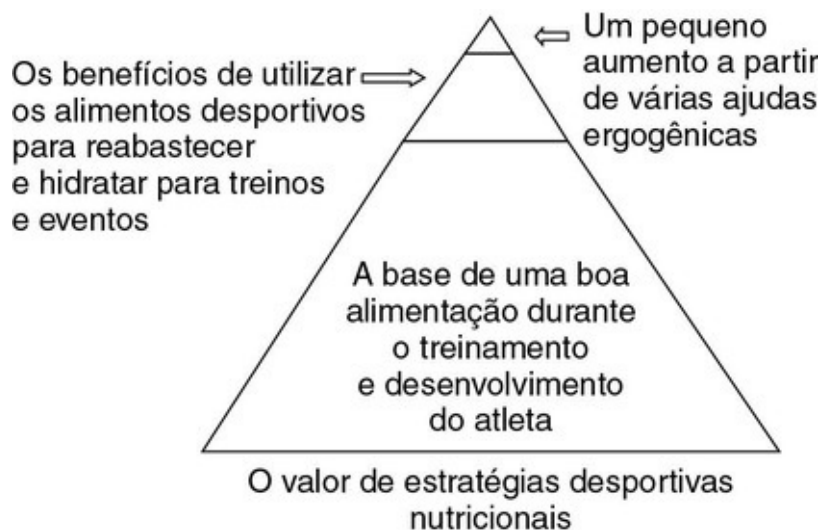 Um pequeno
aumento a partir
de várias ajudas
ergogênicas
Os benefícios de utilizar
os alimentos desportivos
para reabastecer
e hidratar para treinos
e eventos
A base de uma boa
alimentação durante
o treinamento
e desenvolvimento
do atleta
O valor de estratégias desportivas
nutricionais